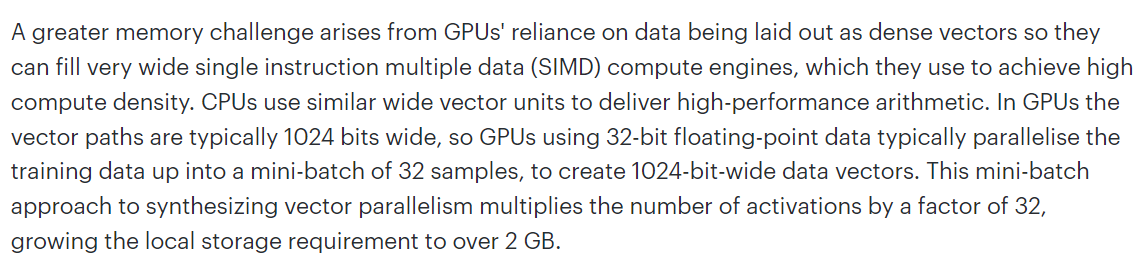 A greater memory challenge arises from GPUs' reliance on data being laid out as dense vectors so they
can fill very wide single instruction multiple data (SIMD) compute engines, which they use to achieve high
compute density. CPUs use similar wide vector units to deliver high-performance arithmetic. In GPUs the
vector paths are typically 1024 bits wide, so GPUs using 32-bit floating-point data typically parallelise the
training data up into a mini-batch of 32 samples, to create 1024-bit-wide data vectors. This mini-batch
approach to synthesizing vector parallelism multiplies the number of activations by a factor of 32,
growing the local storage requirement to over 2 GB.